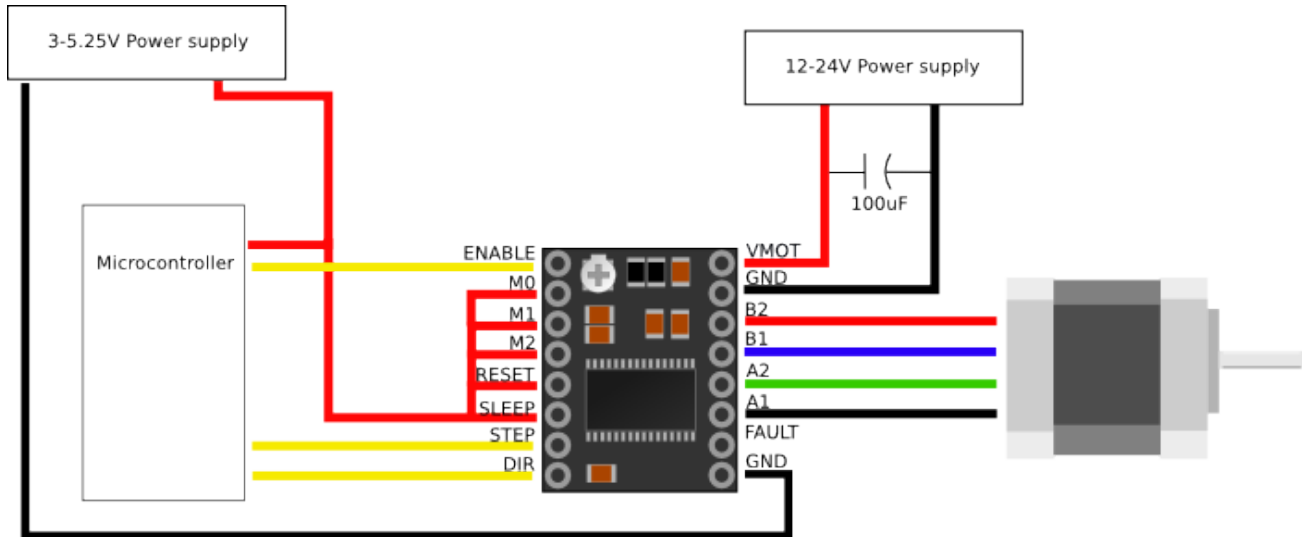 3-5.25V Power supply
12-24V Power supply
100uF
Microcontroller
ENABLE
M0
M1
M2
RESET
SLEEP
STEP
DIR
VMOT
GND
B2
B1
A2
A1
FAULT
GND